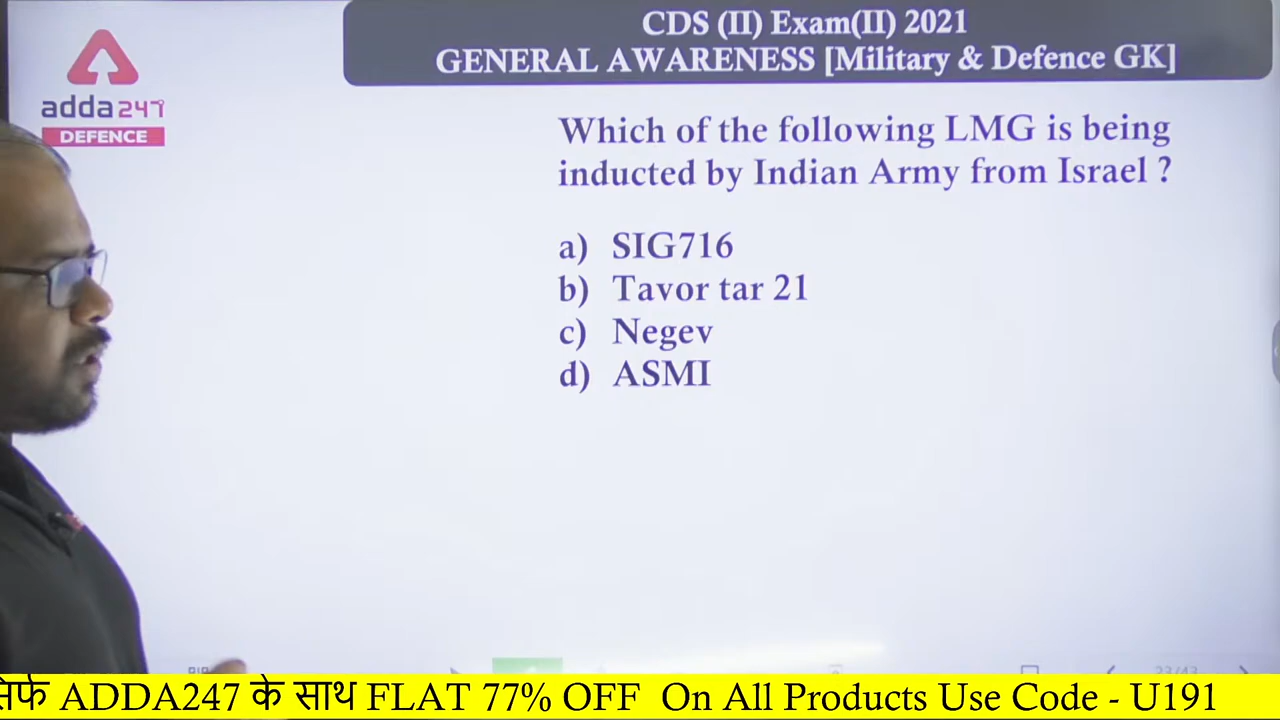 CDS (II) Exam(II) 2021
GENERAL AWARENESS [Military & Defence GK]
adda247
DEFENCE
Which of the following LMG is being
inducted by Indian Army from Israel ?
a) SIG716
b) Tavor tar 21
c) Negev
d) ASMI
23/43
ADDA247 के साथ FLAT 77% OFF On All Products Use Code - U191